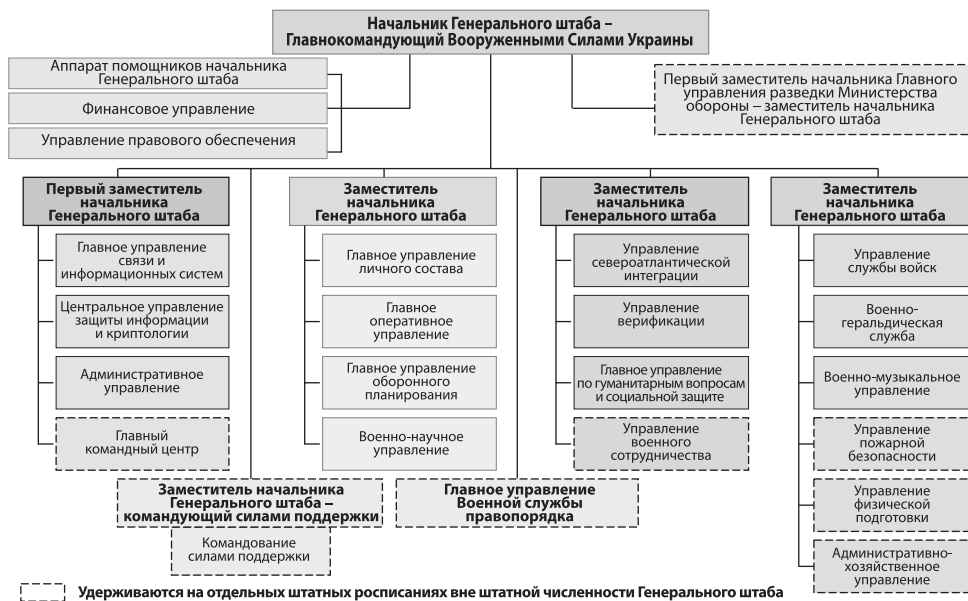 Начальник Генерального штаба –
Главнокомандующий Вооруженными Силами Украины
Аппарат помощников начальника
Генерального штаба
Финансовое управление
Управление правового обеспечения
Первый заместитель начальника Главного
управления разведки Министерства
обороны – заместитель начальника
Генерального штаба
Первый заместитель
начальника
Генерального штаба
Главное управление
связи и
информационных систем
Центральное управление
защиты информации
и криптологии
Административное
управление
Главный
командный центр
Заместитель
начальника
Генерального штаба
Главное управление
личного состава
Главное
оперативное
управление
Главное управление
оборонного
планирования
Военно-научное
управление
Заместитель
начальника
Генерального штаба
Управление
североатлантической
интеграции
Управление
верификации
Главное управление
по гуманитарным вопросам
и социальной защите
Управление
военного
сотрудничества
Заместитель
начальника
Генерального штаба
Управление
службы войск
Военно-
геральдическая
служба
Военно-музыкальное
управление
Управление
пожарной
безопасности
Управление
физической
подготовки
Административно-
хозяйственное
управление
Заместитель начальника
Генерального штаба –
командующий силами поддержки
Командование
силами поддержки
Главное управление
Военной службы
правопорядка
Удерживаются на отдельных штатных росписаниях вне штатной численности Генерального штаба